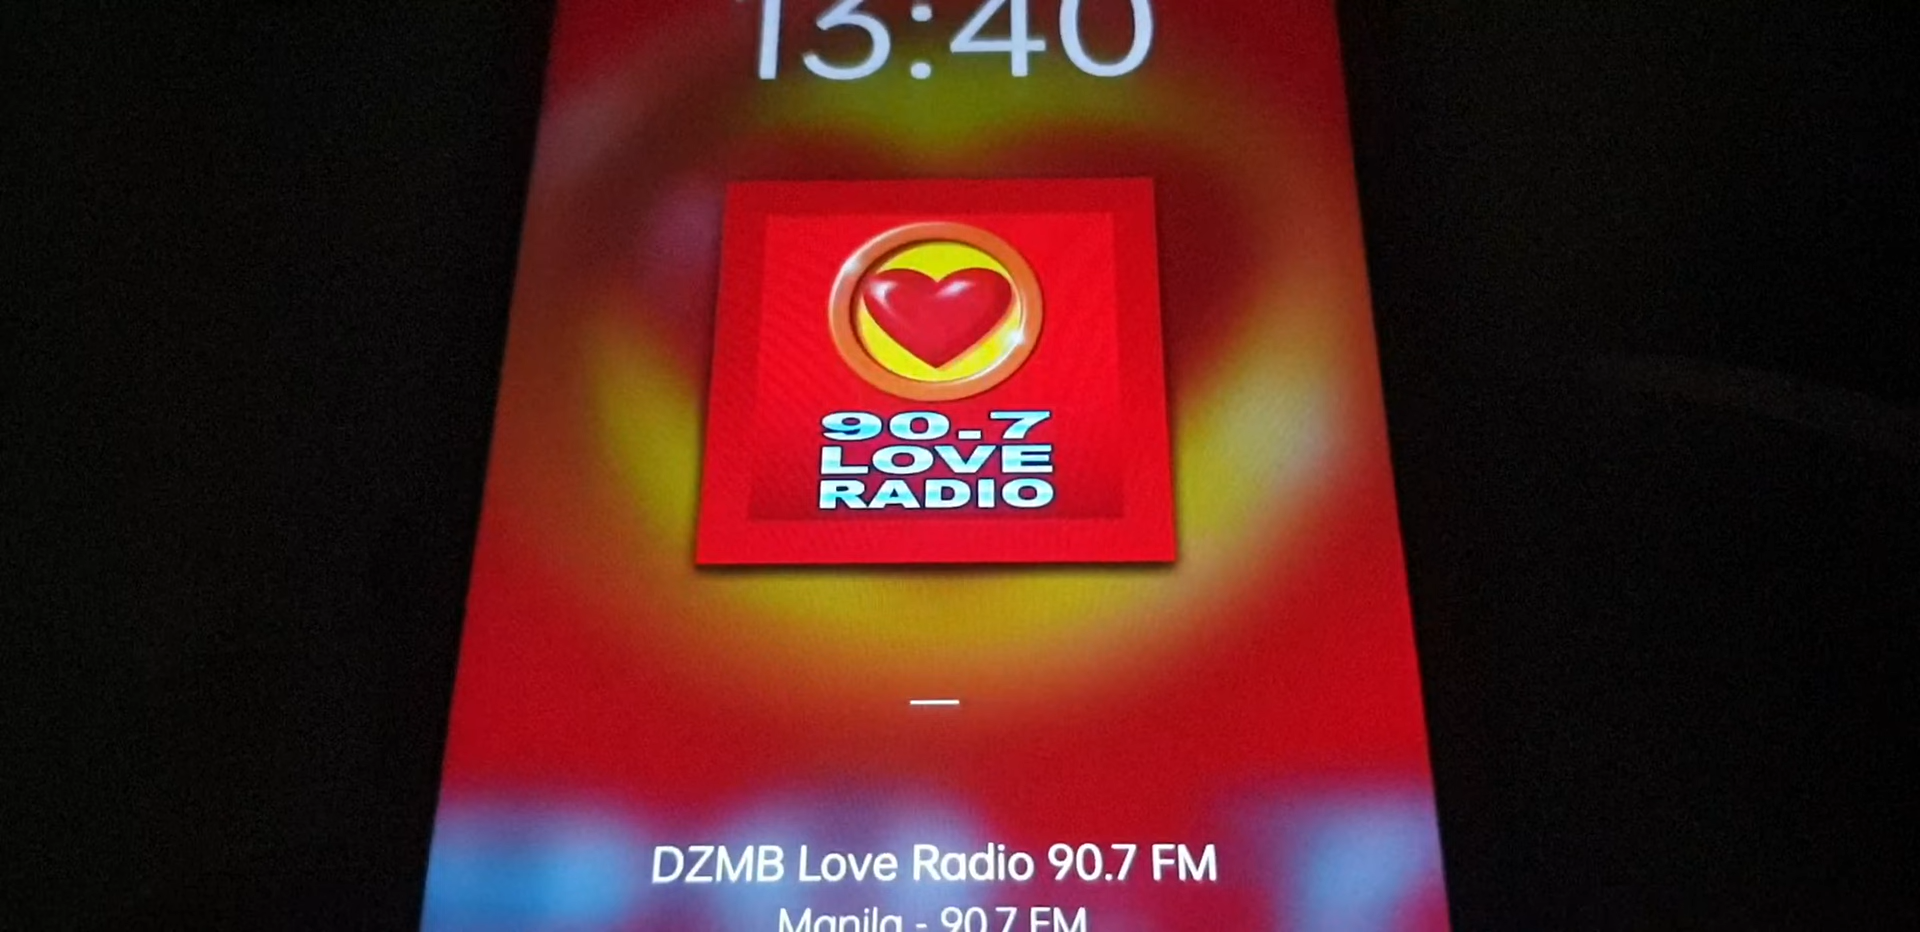 13:40
90.7
LOVE
RADIO
DZMB Love Radio 90.7 FM
Manila - 90.7 FM